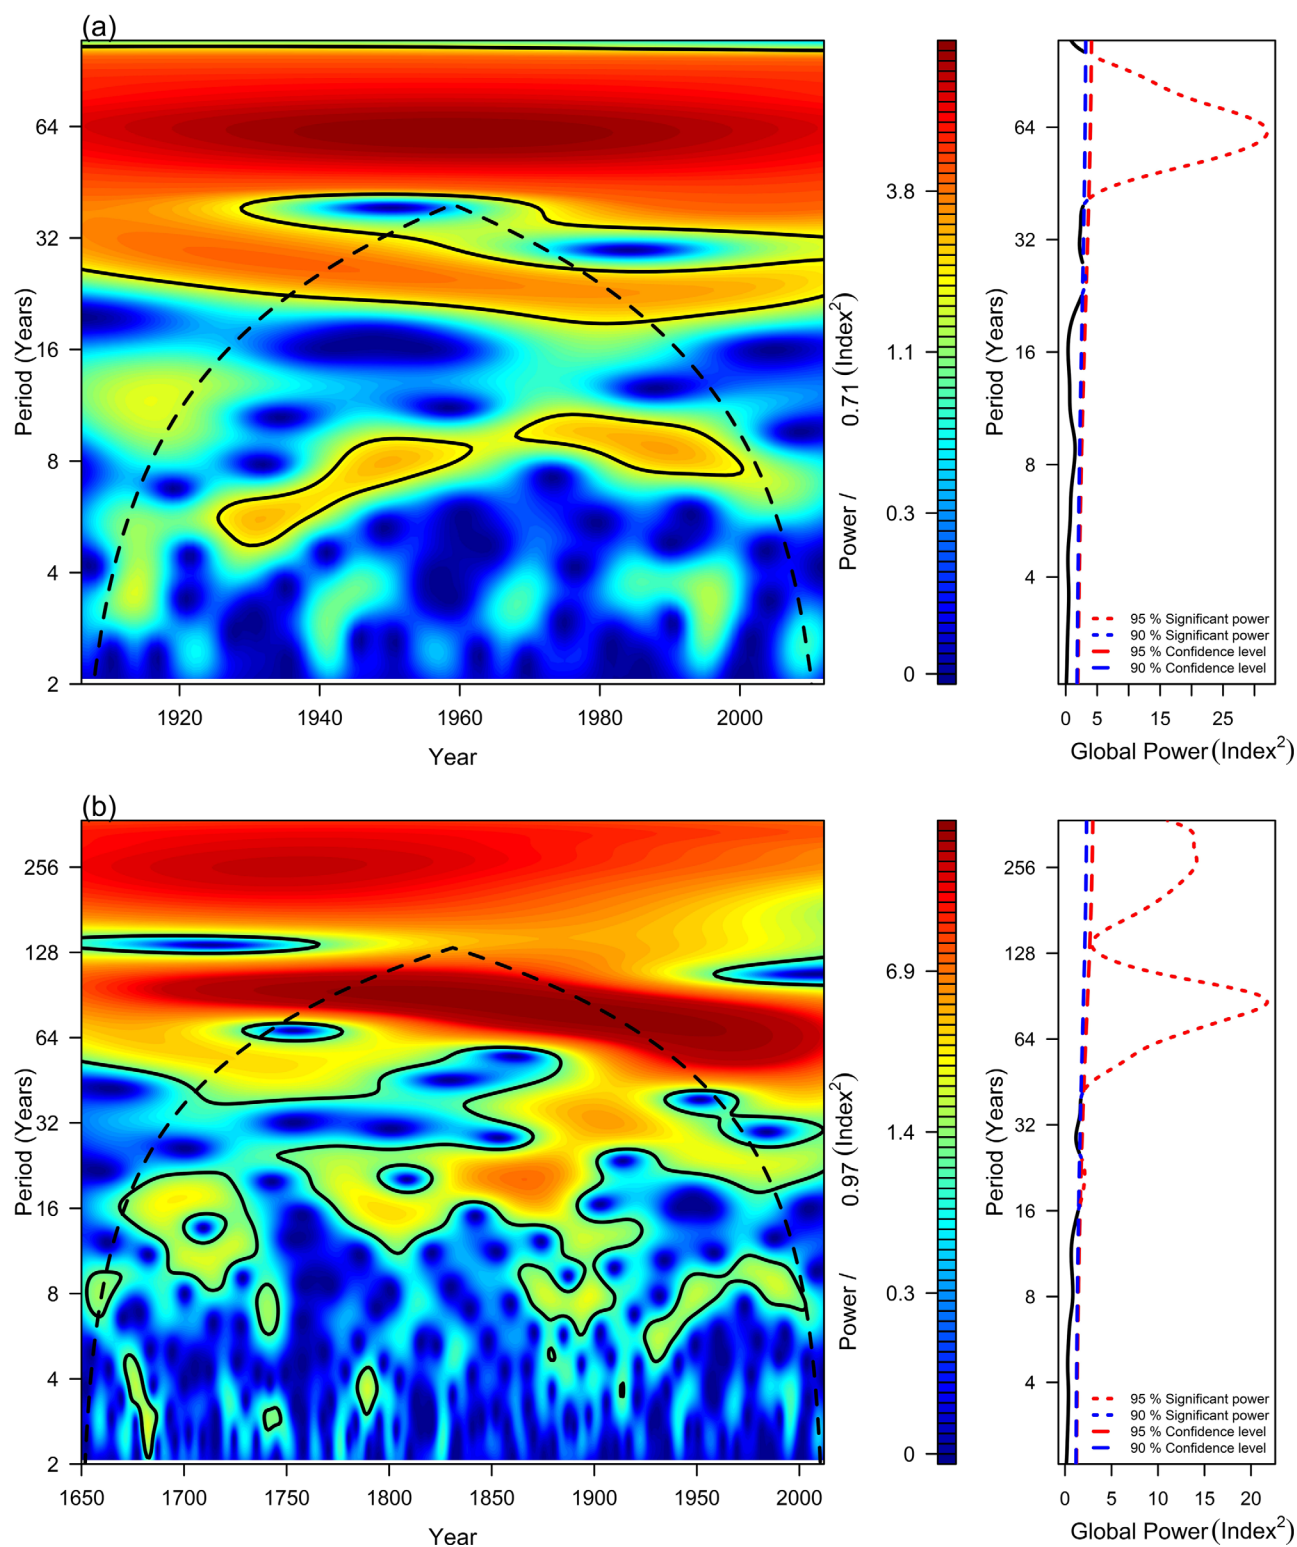 (a)
64
32
16
8
4
2
Period (Years)
1920
1940
1960
1980
2000
Year
3.8
1.1
0.3
0
Power / 0.71 (Index²)
64
32
16
8
4
Period (Years)
95 % Significant power
90 % Significant power
95 % Confidence level
90 % Confidence level
0
5
15
25
Global Power (Index²)
(b)
256
128
64
32
16
8
4
2
Period (Years)
1650
1700
1750
1800
1850
1900
1950
2000
Year
6.9
1.4
0.3
0
Power / 0.97 (Index²)
256
128
64
32
16
8
4
Period (Years)
95 % Significant power
90 % Significant power
95 % Confidence level
90 % Confidence level
0
5
10
15
20
Global Power (Index²)